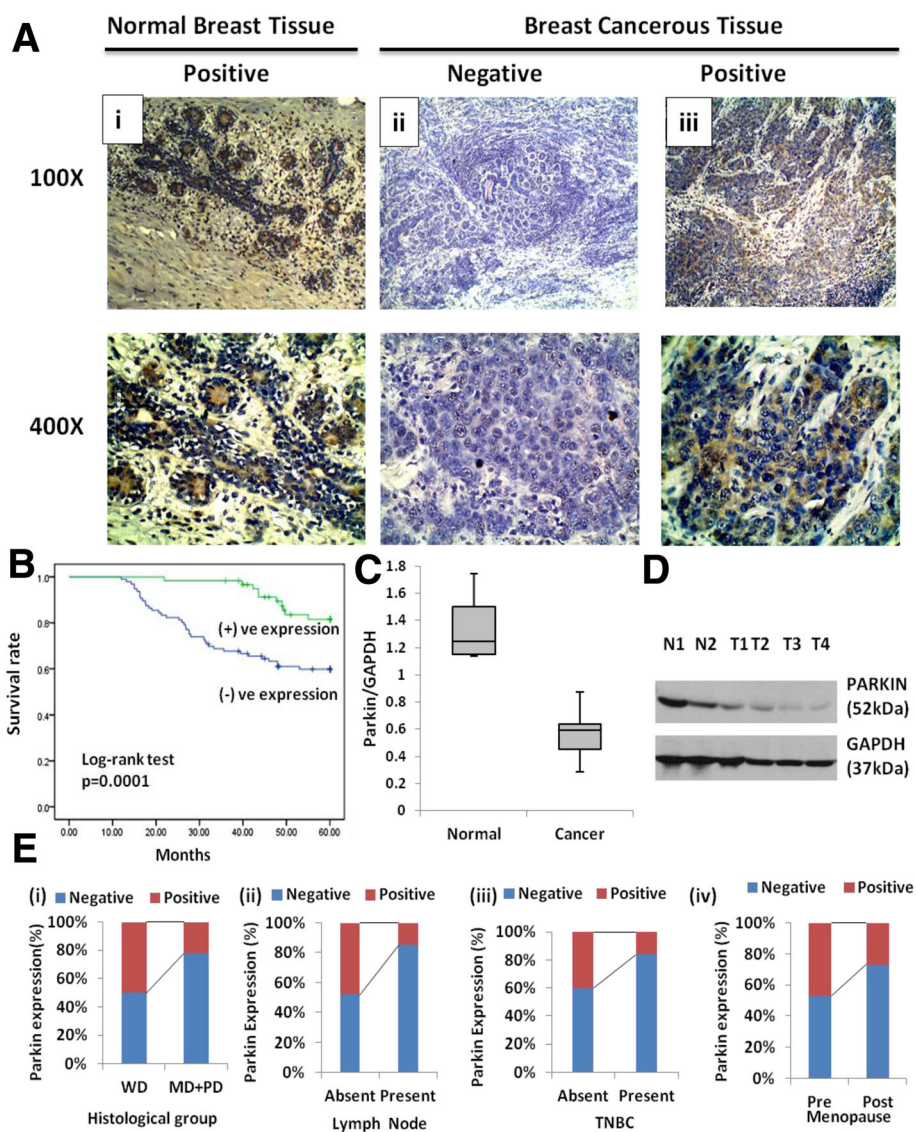 A
Normal Breast Tissue
Breast Cancerous Tissue
Positive
Negative
Positive
i
ii
iii
100X
400X
B
1.0
0.8
0.6
0.4
0.2
0.0
Survival rate
(+) ve expression
(-) ve expression
Log-rank test
p=0.0001
0.00 10.00 20.00 30.00 40.00 50.00 60.00
Months
C
1.8
1.6
1.4
1.2
1
0.8
0.6
0.4
0.2
0
Parkin/GAPDH
Normal Cancer
D
N1 N2 T1 T2 T3 T4
PARKIN
(52kDa)
GAPDH
(37kDa)
E
(i) Negative Positive
100%
80%
60%
40%
20%
0%
Parkin expression(%)
WD MD+PD
Histological group
(ii) Negative Positive
100%
80%
60%
40%
20%
0%
Parkin Expression (%)
Absent Present
Lymph Node
(iii) Negative Positive
100%
80%
60%
40%
20%
0%
Parkin Expression (%)
Absent Present
TNBC
(iv) Negative Positive
100%
80%
60%
40%
20%
0%
Parkin expression (%)
Pre Post
Menopause